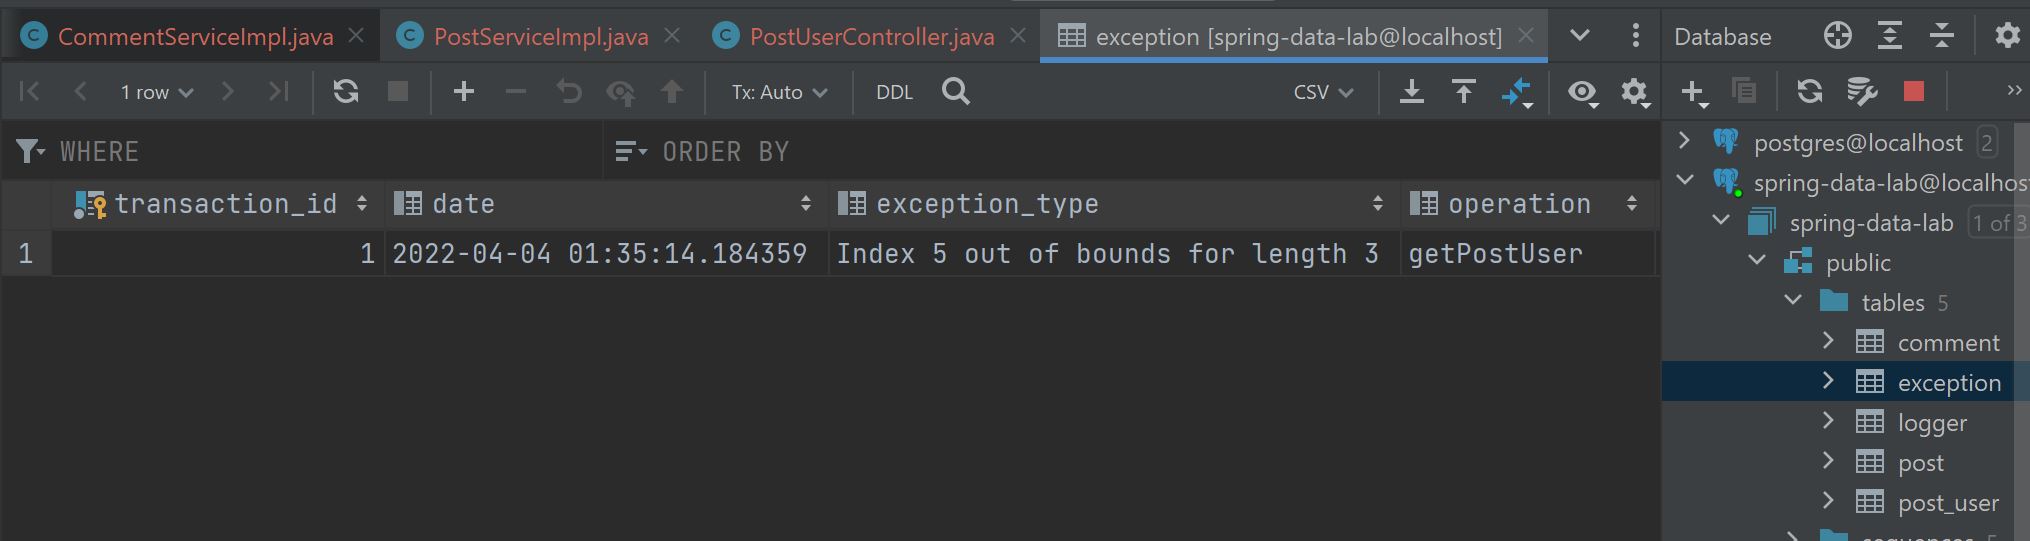 CommentServiceImpl.java PostServiceImpl.java PostUserController.java exception [spring-data-lab@localhost] Database
1 row Tx: Auto DDL CSV
WHERE ORDER BY
transaction_id date exception_type operation
1 1 2022-04-04 01:35:14.184359 Index 5 out of bounds for length 3 getPostUser
postgres@localhost 2
spring-data-lab@localhost
spring-data-lab 1 of 3
public
tables 5
comment
exception
logger
post
post_user
sequences 5